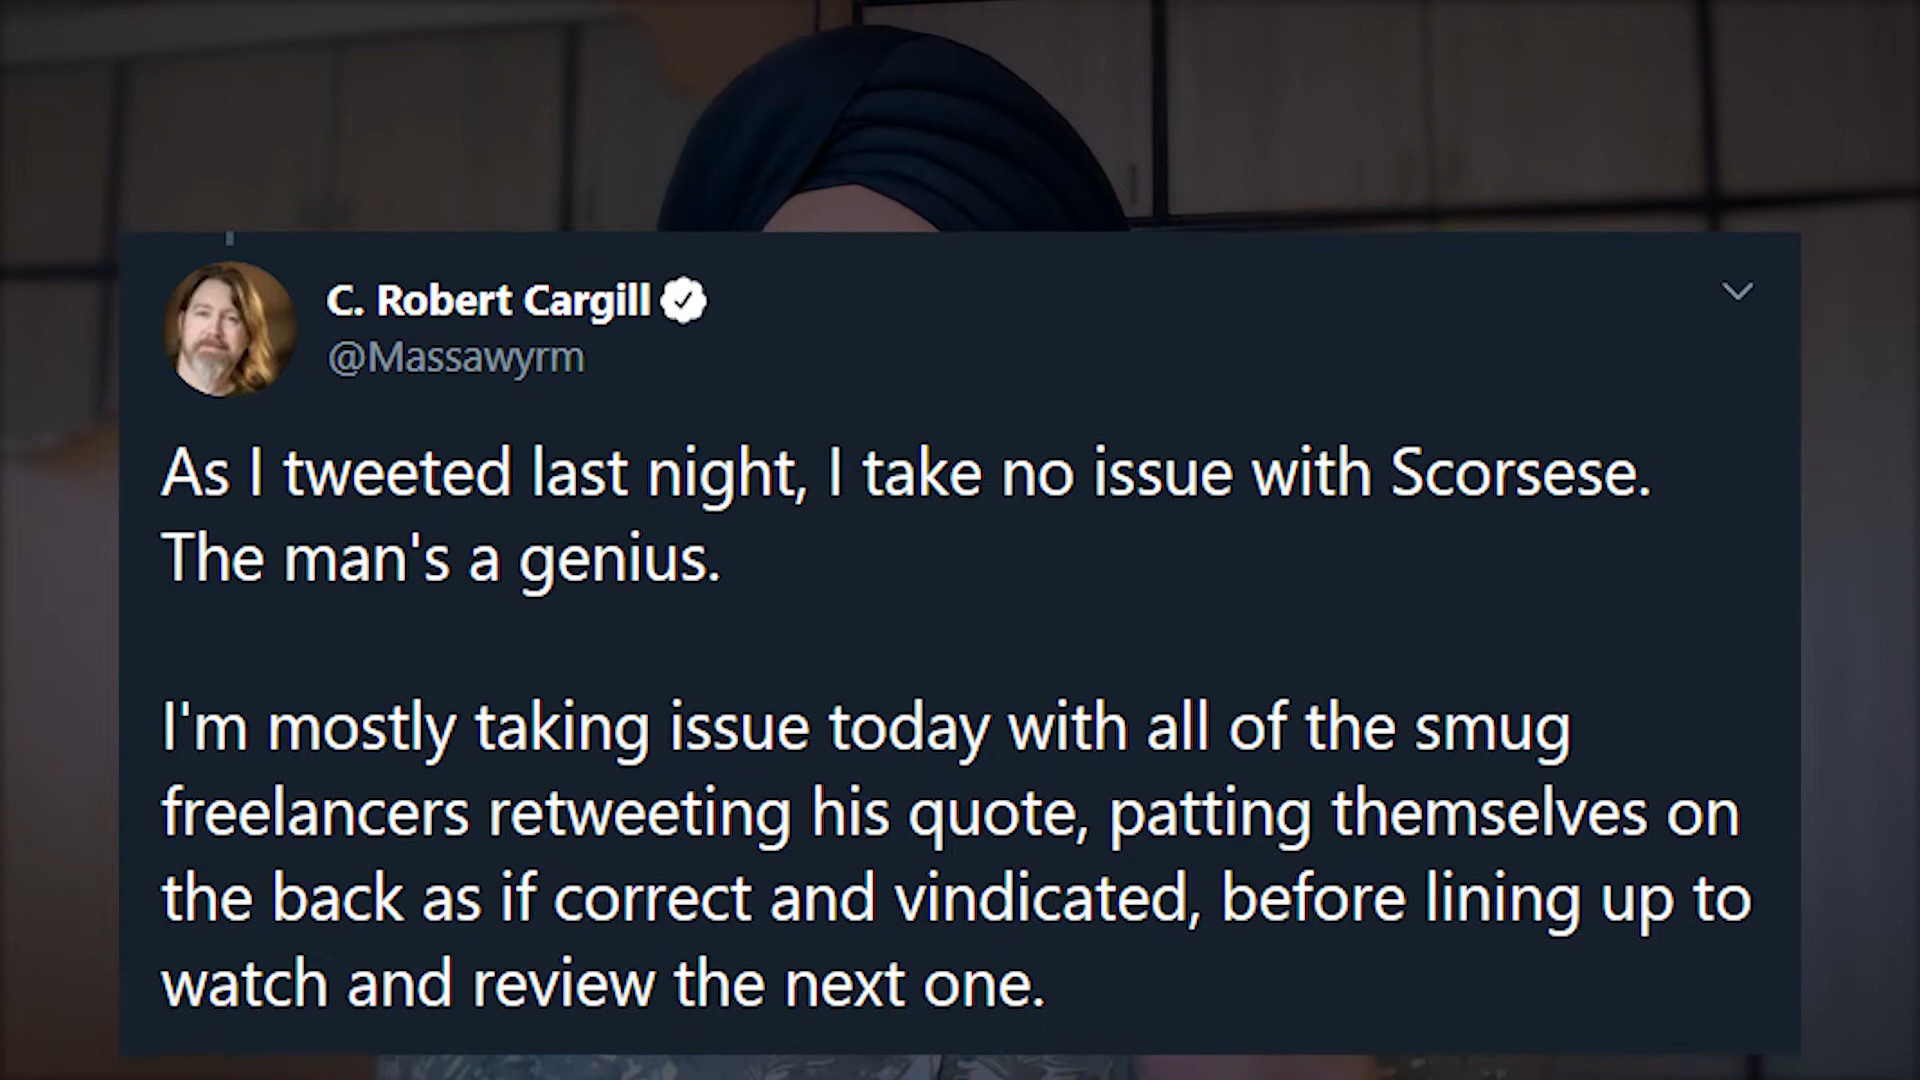 C. Robert Cargill
@Massawyrm
As I tweeted last night, I take no issue with Scorsese.
The man's a genius.
I'm mostly taking issue today with all of the smug
freelancers retweeting his quote, patting themselves on
the back as if correct and vindicated, before lining up to
watch and review the next one.